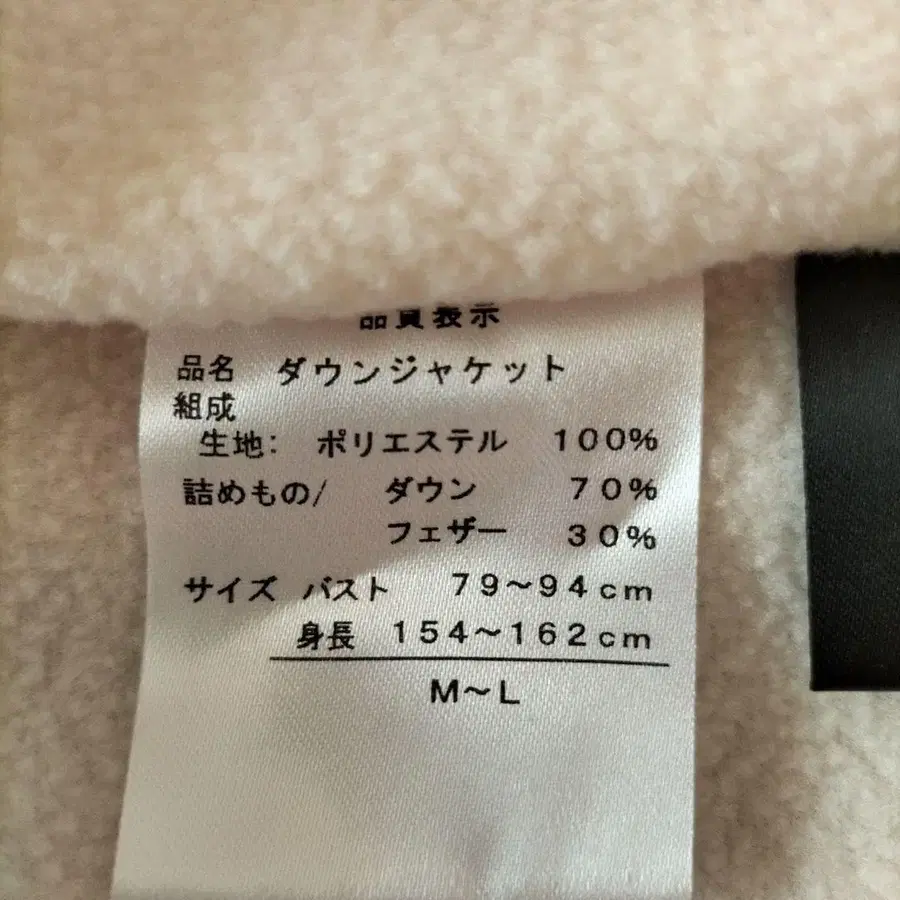 品質表示
品名 ダウンジャケット
組成
生地: ポリエステル 100%
詰めもの/ ダウン 70%
フェザー 30%
サイズ バスト 79～94cm
身長 154～162cm
M～L